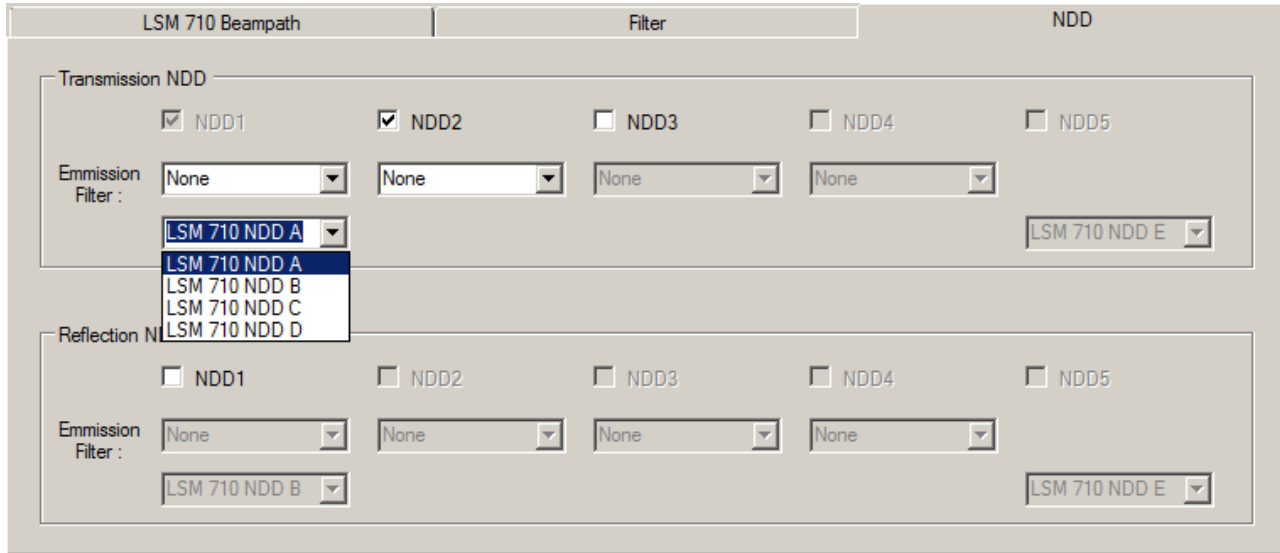 LSM 710 Beampath Filter NDD
Transmission NDD
NDD1 NDD2 NDD3 NDD4 NDD5
Emmission
Filter :
None None None None
LSM 710 NDD A LSM 710 NDD E
LSM 710 NDD A
LSM 710 NDD B
LSM 710 NDD C
LSM 710 NDD D
Reflection
NDD1 NDD2 NDD3 NDD4 NDD5
Emmission
Filter :
None None None None
LSM 710 NDD B LSM 710 NDD E